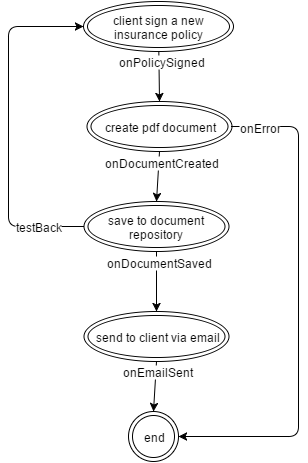 client sign a new
insurance policy
onPolicySigned
create pdf document
onError
onDocumentCreated
save to document
repository
testBack
onDocumentSaved
send to client via email
onEmailSent
end